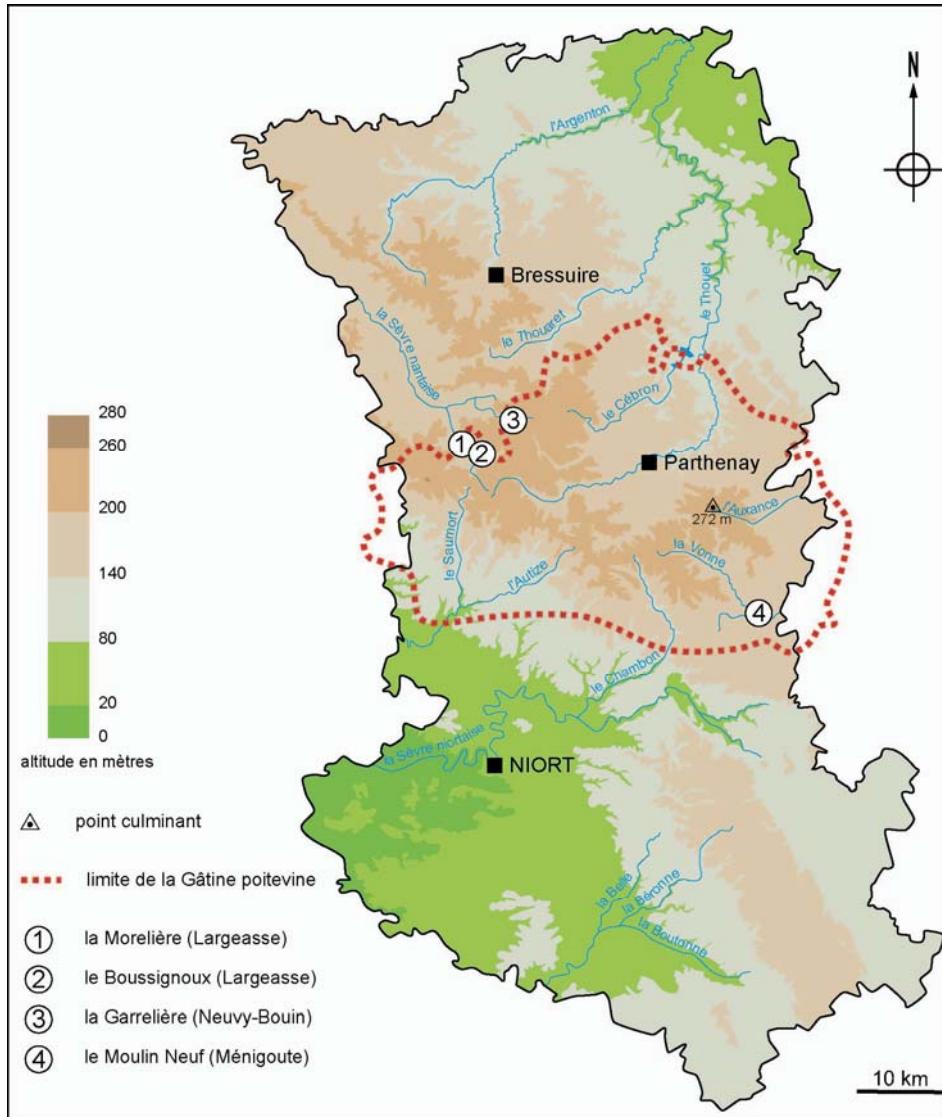 N
l'Argenton
Bressuire
le Thouet
la Sèvre nantaise
le Thouaret
le Cébron
3
1
2
Parthenay
l'Auxance
272 m
le Saumort
la Vonne
l'Autize
4
le Chambon
la Sèvre niortaise
NIORT
la Belle
la Béronne
la Boutonne
280
260
200
140
80
20
0
altitude en mètres
point culminant
limite de la Gâtine poitevine
1 la Morelière (Largeasse)
2 le Boussignoux (Largeasse)
3 la Garrelière (Neuvy-Bouin)
4 le Moulin Neuf (Ménigoute)
10 km